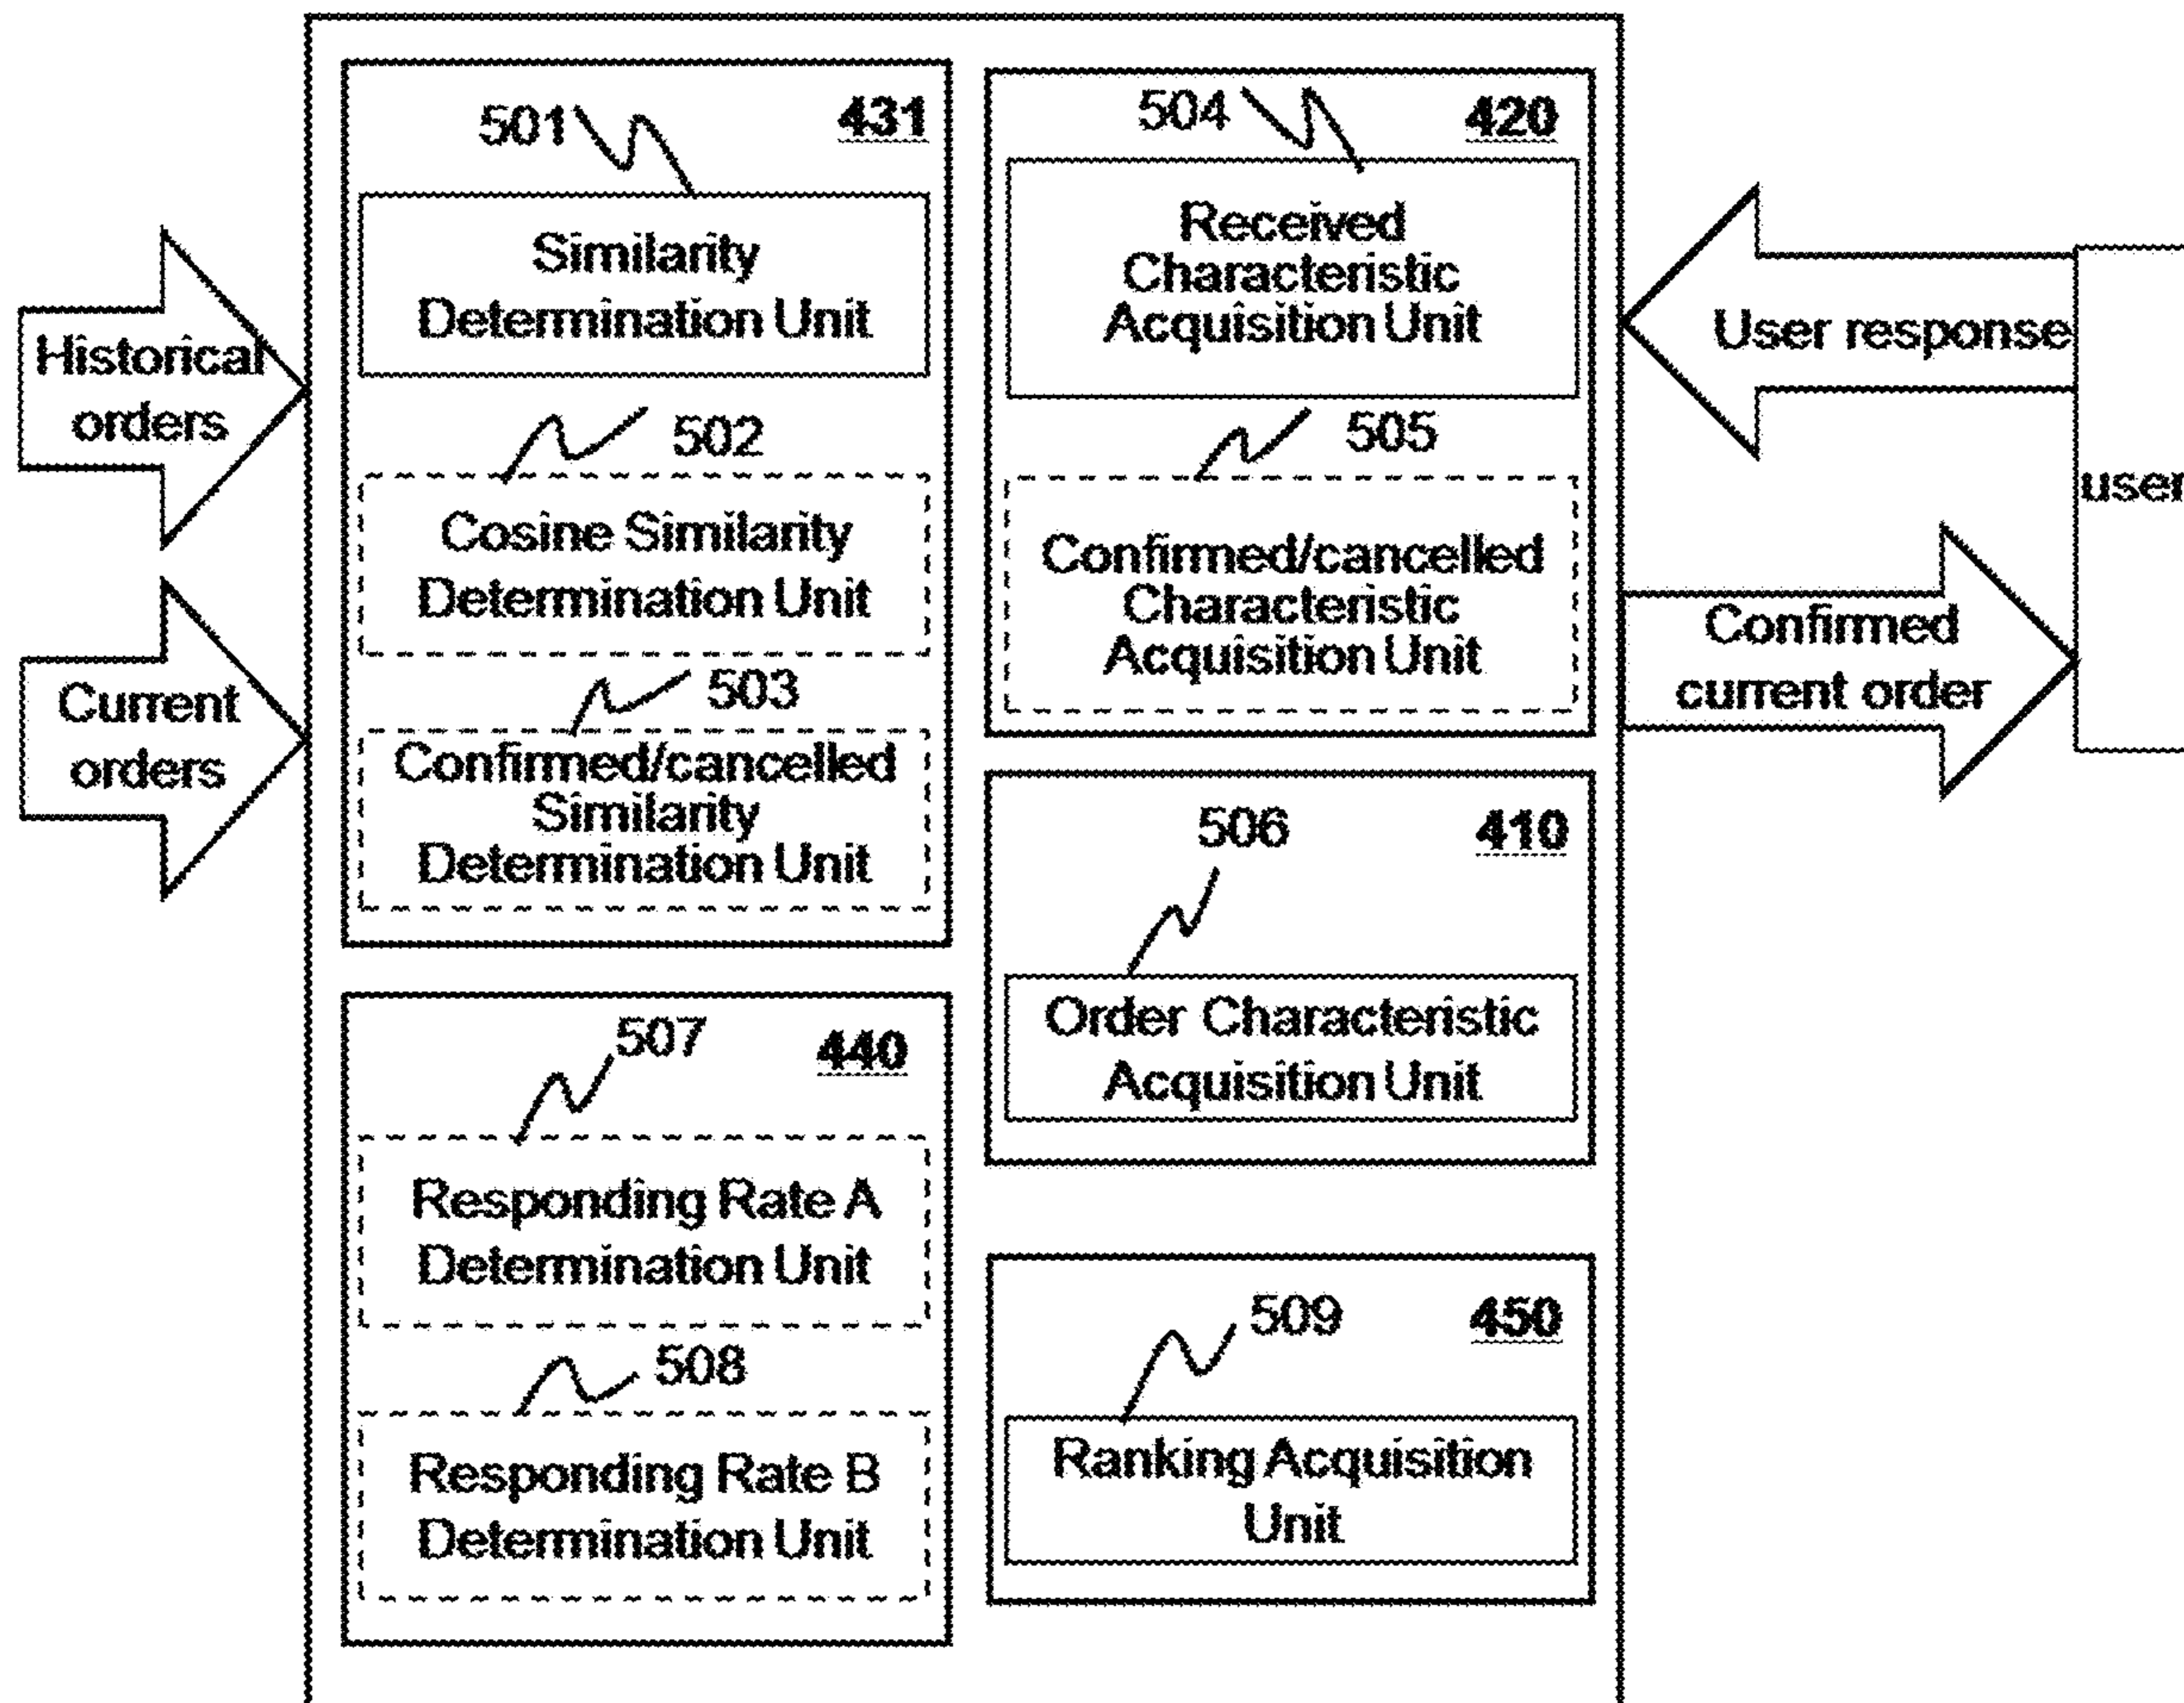 Historical
orders
Current
orders
501
431
Similarity
Determination Unit
502
Cosine Similarity
Determination Unit
503
Confirmed/cancelled
Similarity
Determination Unit
507
440
Responding Rate A
Determination Unit
508
Responding Rate B
Determination Unit
504
420
Received
Characteristic
Acquisition Unit
505
Confirmed/cancelled
Characteristic
Acquisition Unit
506
410
Order Characteristic
Acquisition Unit
509
450
Ranking Acquisition
Unit
User response
Confirmed
current order
user